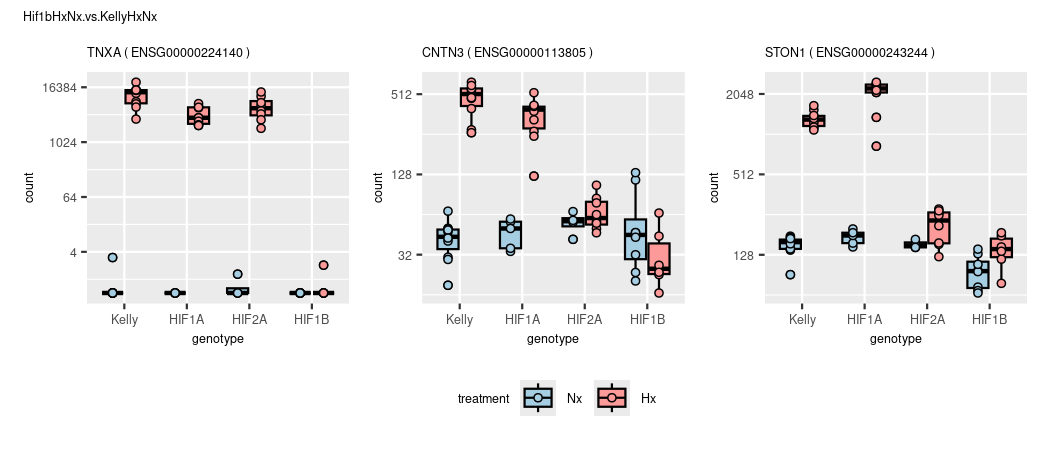 Hif1bHxNx.vs.KellyHxNx
TNXA ( ENSG00000224140 )
16384
1024
64
4
count
Kelly HIF1A HIF2A HIF1B
genotype
CNTN3 ( ENSG00000113805 )
512
128
32
count
Kelly HIF1A HIF2A HIF1B
genotype
STON1 ( ENSG00000243244 )
2048
512
128
count
Kelly HIF1A HIF2A HIF1B
genotype
treatment Nx Hx